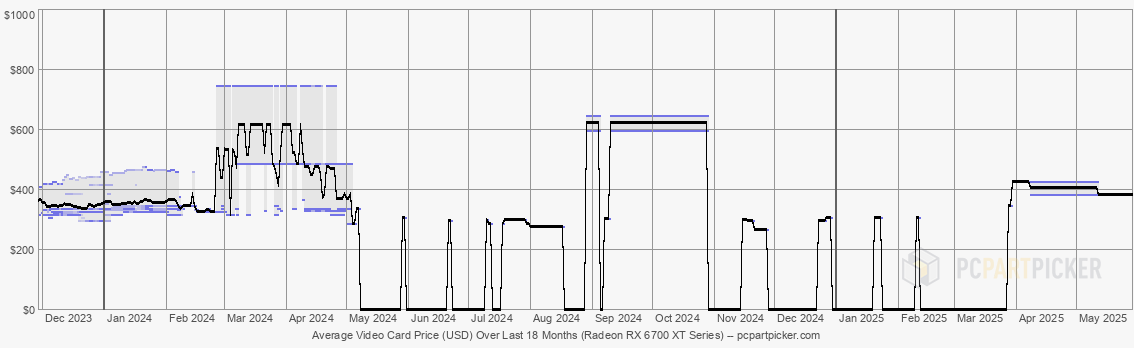 $1000
$800
$600
$400
$200
$0
PCPARTPICKER
Dec 2023 Jan 2024 Feb 2024 Mar 2024 Apr 2024 May 2024 Jun 2024 Jul 2024 Aug 2024 Sep 2024 Oct 2024 Nov 2024 Dec 2024 Jan 2025 Feb 2025 Mar 2025 Apr 2025 May 2025
Average Video Card Price (USD) Over Last 18 Months (Radeon RX 6700 XT Series) -- pcpartpicker.com